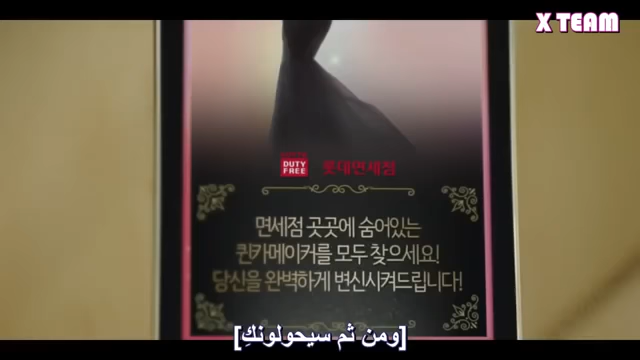 X TEAM
DUTY
FREE
롯데면세점
면세점 곳곳에 숨어있는
퀸카메이커를 모두 찾으세요!
당신을 완벽하게 변신시켜드립니다!
[ومن ثم سيحولونكِ]